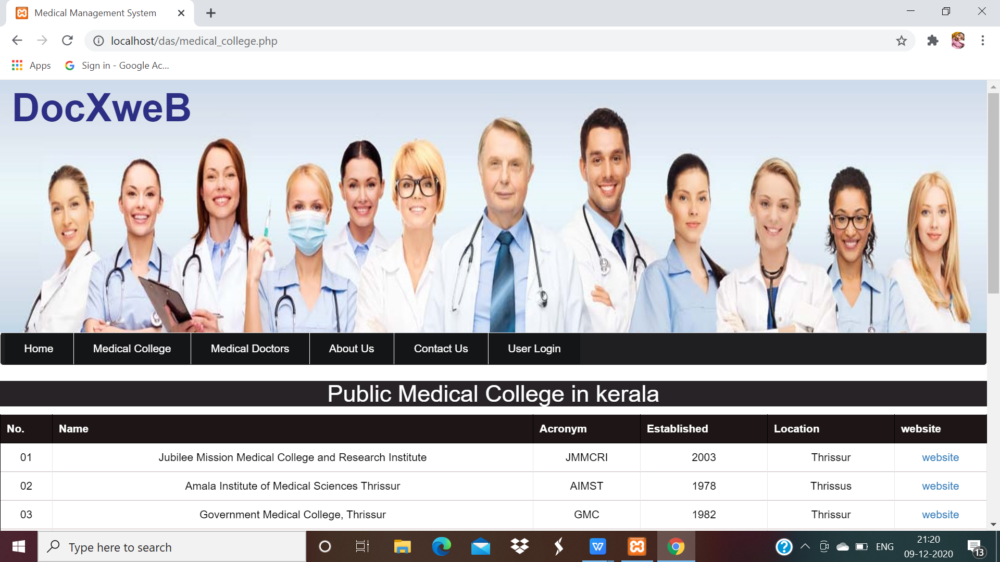 Medical Management System
localhost/das/medical_college.php
Apps Sign in - Google Ac...
DocXweB
Home Medical College Medical Doctors About Us Contact Us User Login
Public Medical College in kerala
No. Name Acronym Established Location website
01 Jubilee Mission Medical College and Research Institute JMMCRI 2003 Thrissur website
02 Amala Institute of Medical Sciences Thrissur AIMST 1978 Thrissus website
03 Government Medical College, Thrissur GMC 1982 Thrissur website
Type here to search
ENG
21:20
09-12-2020
13